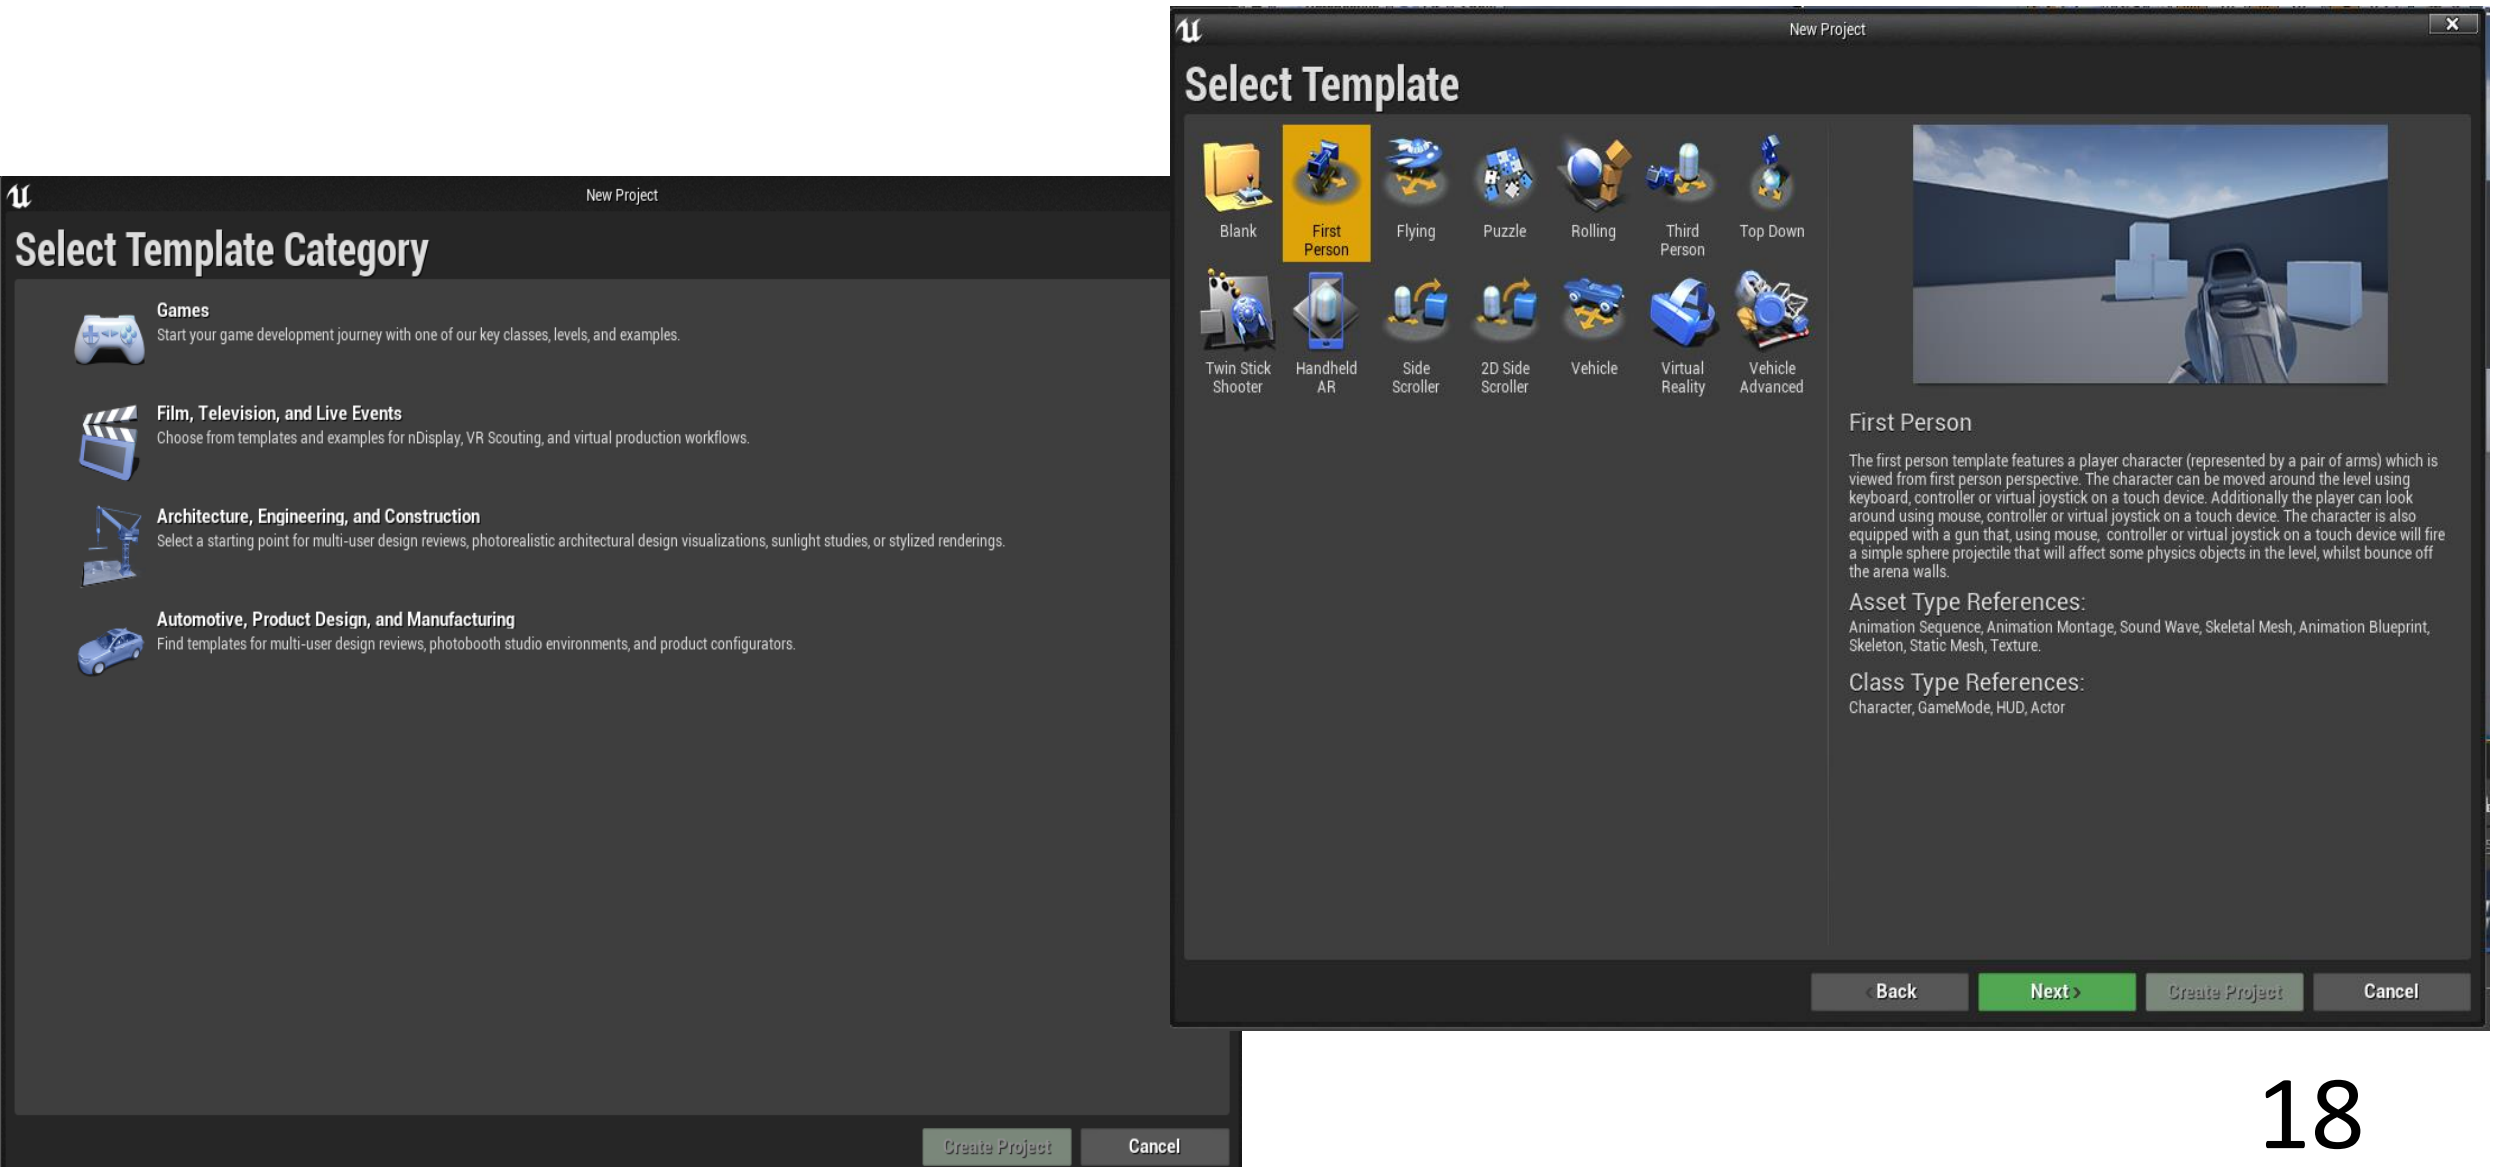 New Project
Select Template Category
Games
Start your game development journey with one of our key classes, levels, and examples.
Film, Television, and Live Events
Choose from templates and examples for nDisplay, VR Scouting, and virtual production workflows.
Architecture, Engineering, and Construction
Select a starting point for multi-user design reviews, photorealistic architectural design visualizations, sunlight studies, or stylized renderings.
Automotive, Product Design, and Manufacturing
Find templates for multi-user design reviews, photobooth studio environments, and product configurators.
Create Project Cancel
New Project
Select Template
Blank First Flying Puzzle Rolling Third Top Down
Person Person
Twin Stick Handheld Side 2D Side Vehicle Virtual Vehicle
Shooter AR Scroller Scroller Reality Advanced
First Person
The first person template features a player character (represented by a pair of arms) which is
viewed from first person perspective. The character can be moved around the level using
keyboard, controller or virtual joystick on a touch device. Additionally the player can look
around using mouse, controller or virtual joystick on a touch device. The character is also
equipped with a gun that, using mouse, controller or virtual joystick on a touch device will fire
a simple sphere projectile that will affect some physics objects in the level, whilst bounce off
the arena walls.
Asset Type References:
Animation Sequence, Animation Montage, Sound Wave, Skeletal Mesh, Animation Blueprint,
Skeleton, Static Mesh, Texture.
Class Type References:
Character, GameMode, HUD, Actor
Back Next Create Project Cancel
18